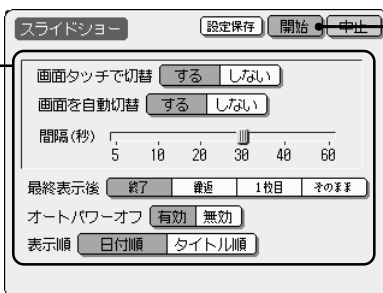 スライドショー 設定保存 開始 中止
画面タッチで切替 する しない
画面を自動切替 する しない
間隔(秒)
5 10 20 30 40 60
最終表示後 終了 繰返 1枚目 そのまま
オートパワーオフ 有効 無効
表示順 日付順 タイトル順